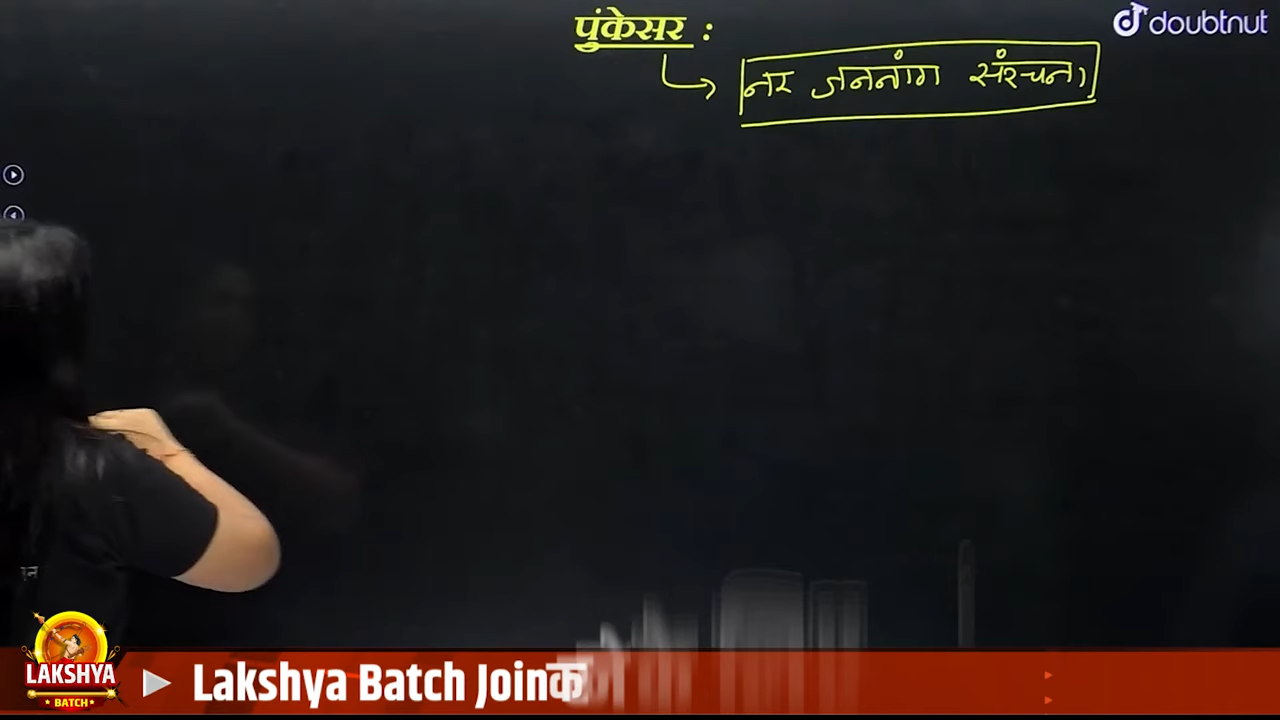 पुंकेसर :
doubtnut
नर जननांग संरचना
LAKSHYA
BATCH
Lakshya Batch Join